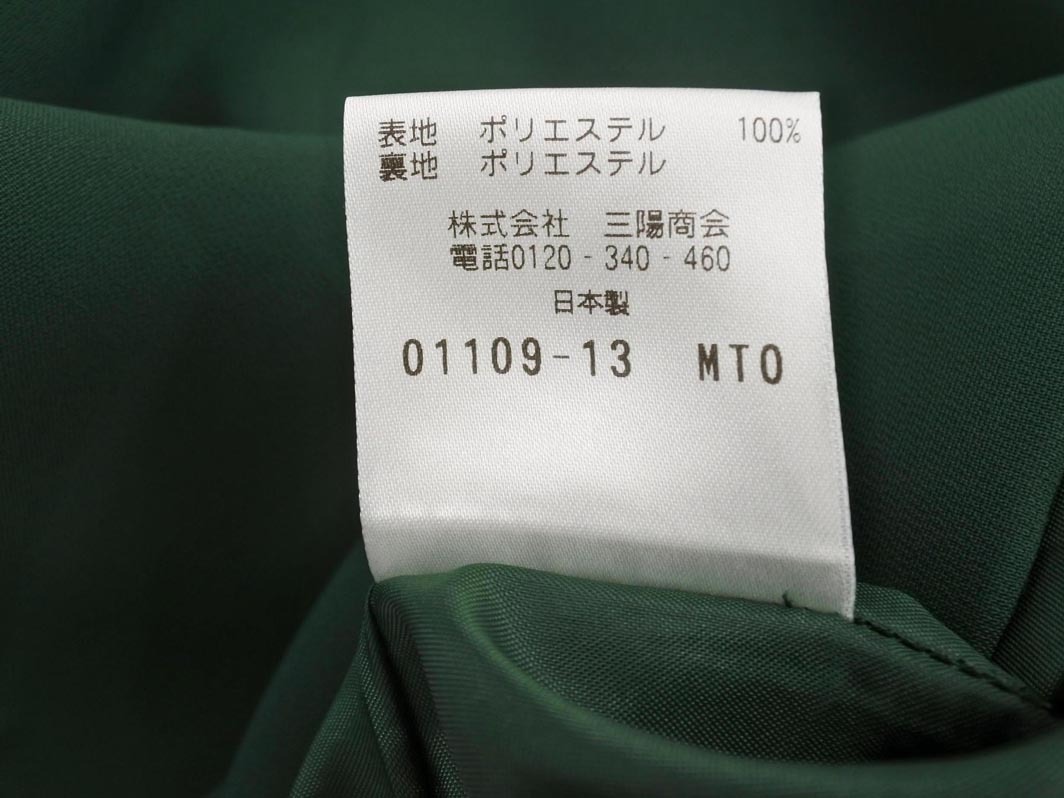 表地 ポリエステル 100%
裏地 ポリエステル
株式会社 三陽商会
電話0120-340-460
日本製
01109-13 MTO